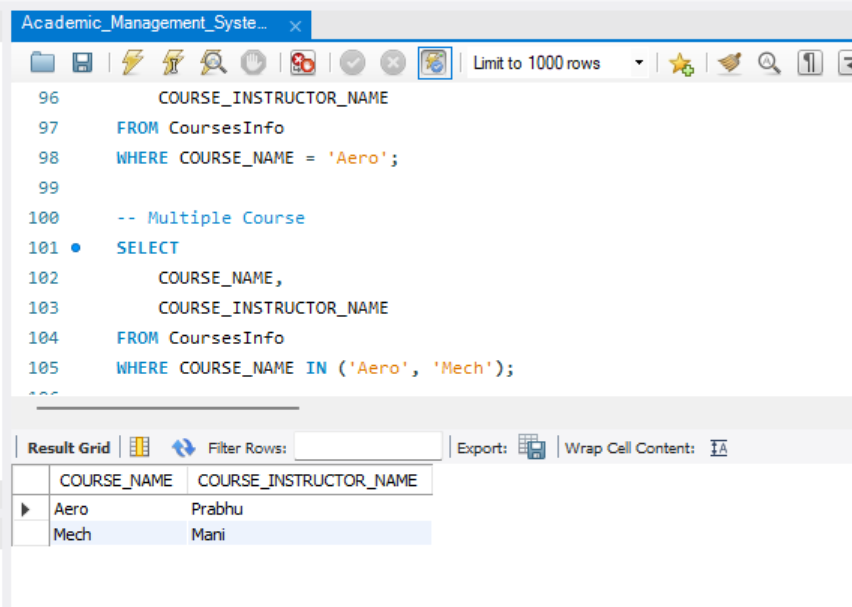 Academic_Management_Syste...
Limit to 1000 rows
96 COURSE_INSTRUCTOR_NAME
97 FROM CoursesInfo
98 WHERE COURSE_NAME = 'Aero';
99
100 -- Multiple Course
101 SELECT
102 COURSE_NAME,
103 COURSE_INSTRUCTOR_NAME
104 FROM CoursesInfo
105 WHERE COURSE_NAME IN ('Aero', 'Mech');
Result Grid Filter Rows: Export: Wrap Cell Content:
COURSE_NAME COURSE_INSTRUCTOR_NAME
Aero Prabhu
Mech Mani